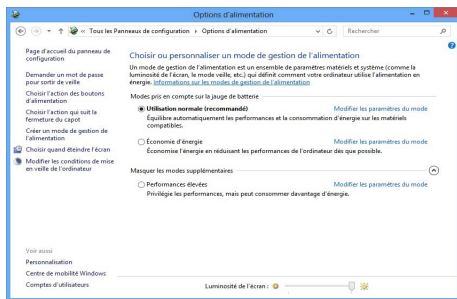 Options d'alimentation
« Tous les Panneaux de configuration ▸ Options d'alimentation
Rechercher
Page d'accueil du panneau de configuration
Demander un mot de passe pour sortir de veille
Choisir l'action des boutons d'alimentation
Choisir l'action qui suit la fermeture du capot
Créer un mode de gestion de l'alimentation
Choisir quand éteindre l'écran
Modifier les conditions de mise en veille de l'ordinateur
Voir aussi
Personnalisation
Centre de mobilité Windows
Comptes d'utilisateurs
Choisir ou personnaliser un mode de gestion de l'alimentation
Un mode de gestion de l'alimentation est un ensemble de paramètres matériels et système (comme la
luminosité de l'écran, le mode veille, etc.) qui définit comment votre ordinateur utilise l'alimentation en
énergie. Informations sur les modes de gestion de l'alimentation
Modes pris en compte sur la jauge de batterie
Utilisation normale (recommandé) Modifier les paramètres du mode
Équilibre automatiquement les performances et la consommation d'énergie sur les matériels
compatibles.
Économie d'énergie Modifier les paramètres du mode
Économise l'énergie en réduisant les performances de l'ordinateur dès que possible.
Masquer les modes supplémentaires
Performances élevées Modifier les paramètres du mode
Privilégie les performances, mais peut consommer davantage d'énergie.
Luminosité de l'écran :